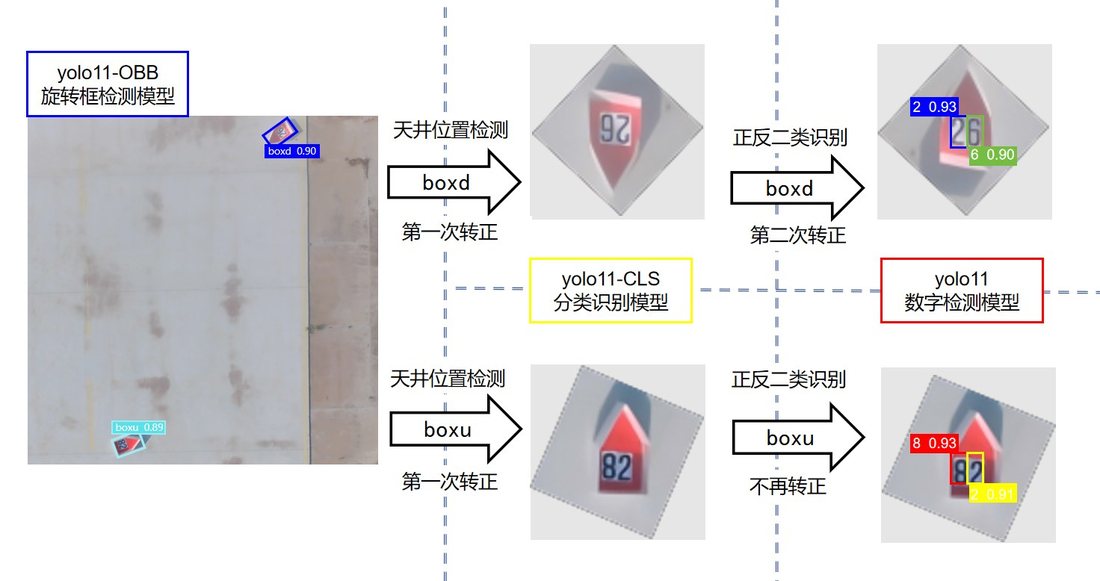 yolo11-OBB
旋转框检测模型
boxd 0.90
boxu 0.89
天井位置检测
boxd
第一次转正
26
正反二类识别
boxd
第二次转正
2 0.93
26
6 0.90
yolo11-CLS
分类识别模型
yolo11
数字检测模型
天井位置检测
boxu
第一次转正
82
正反二类识别
boxu
不再转正
8 0.93
82
2 0.91